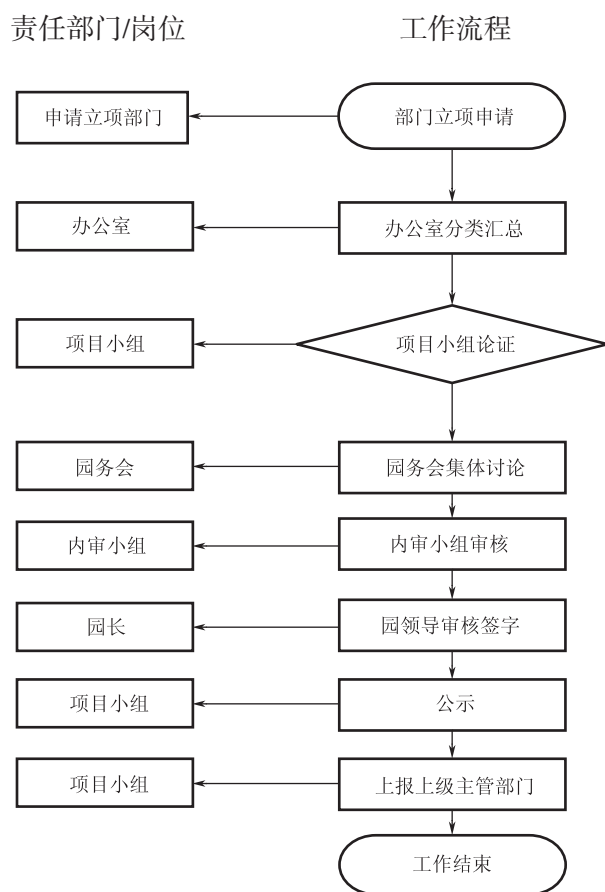 责任部门/岗位 工作流程
申请立项部门 部门立项申请
办公室 办公室分类汇总
项目小组 项目小组论证
园务会 园务会集体讨论
内审小组 内审小组审核
园长 园领导审核签字
项目小组 公示
项目小组 上报上级主管部门
工作结束